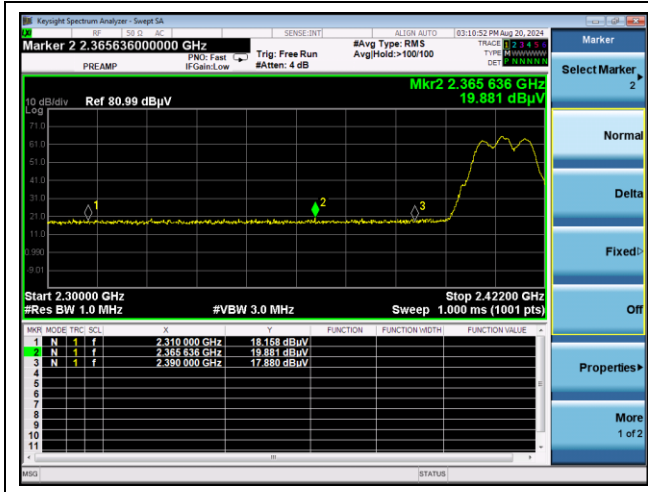 Keysight Spectrum Analyzer - Swept SA
RF 50 Ω AC SENSE:INT ALIGN AUTO 03:10:52 PM Aug 20, 2024
Marker 2 2.365636000000 GHz
PREAMP
PNO: Fast
IFGain:Low
Trig: Free Run
#Atten: 4 dB
#Avg Type: RMS
Avg|Hold:>100/100
TRACE 1 2 3 4 5 6
TYPE M WWWWW
DET P N N N N N
Mkr2 2.365 636 GHz
19.881 dBµV
10 dB/div Ref 80.99 dBµV
Log
71.0
61.0
51.0
41.0
31.0
21.0
11.0
0.990
-9.01
1
2
3
Start 2.30000 GHz Stop 2.42200 GHz
#Res BW 1.0 MHz #VBW 3.0 MHz Sweep 1.000 ms (1001 pts)
MKR MODE TRC SCL X Y FUNCTION FUNCTION WIDTH FUNCTION VALUE
1 N 1 f 2.310 000 GHz 18.158 dBµV
2 N 1 f 2.365 636 GHz 19.881 dBµV
3 N 1 f 2.390 000 GHz 17.880 dBµV
4
5
6
7
8
9
10
11
MSG STATUS
Marker
Select Marker
2
Normal
Delta
Fixed
Off
Properties
More
1 of 2